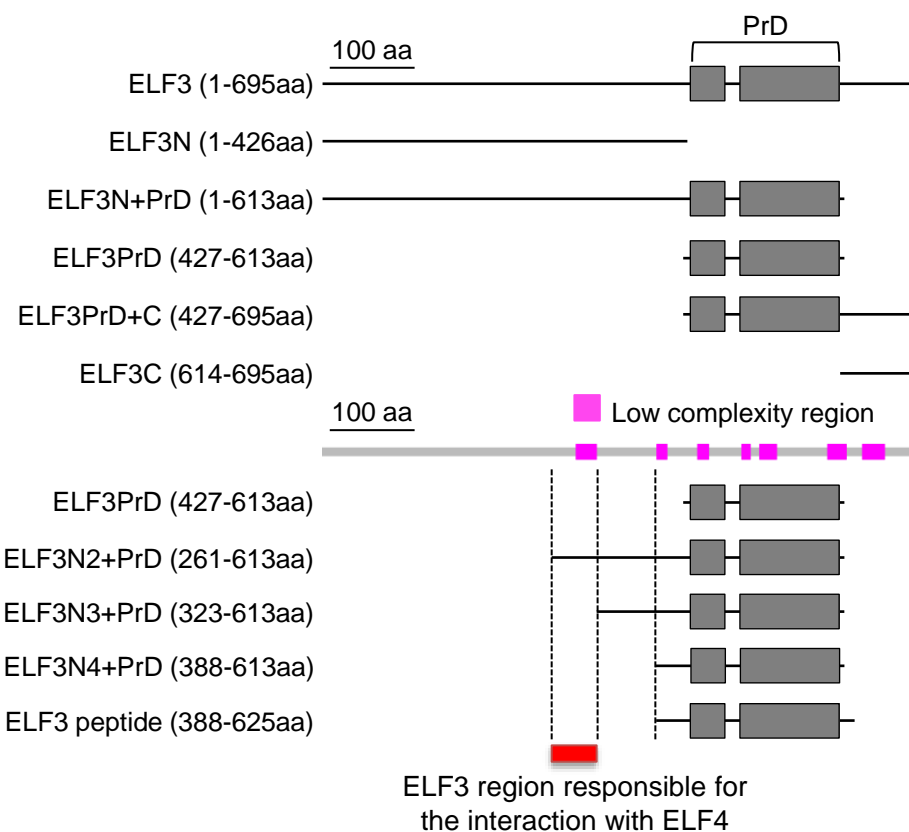 PrD
100 aa
ELF3 (1-695aa)
ELF3N (1-426aa)
ELF3N+PrD (1-613aa)
ELF3PrD (427-613aa)
ELF3PrD+C (427-695aa)
ELF3C (614-695aa)
100 aa
Low complexity region
ELF3PrD (427-613aa)
ELF3N2+PrD (261-613aa)
ELF3N3+PrD (323-613aa)
ELF3N4+PrD (388-613aa)
ELF3 peptide (388-625aa)
ELF3 region responsible for
the interaction with ELF4